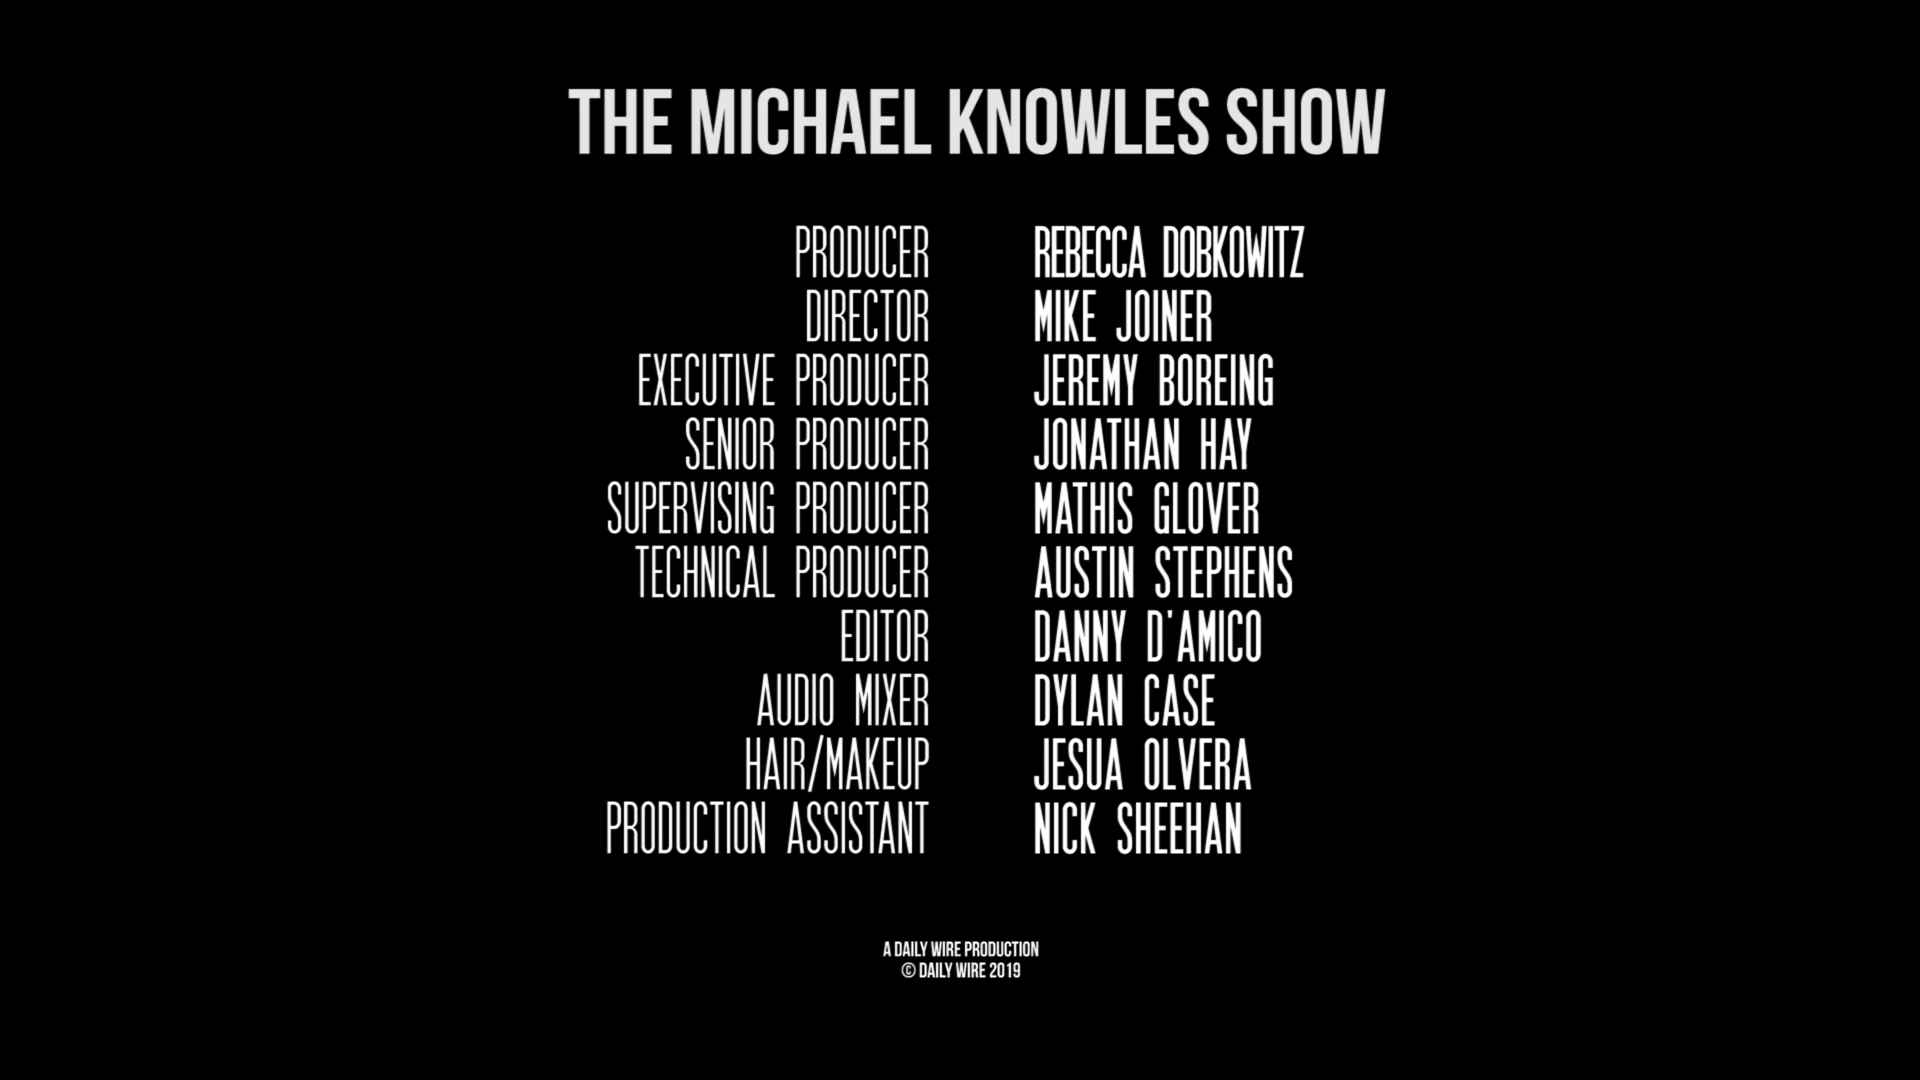 THE MICHAEL KNOWLES SHOW
PRODUCER REBECCA DOBKOWITZ
DIRECTOR MIKE JOINER
EXECUTIVE PRODUCER JEREMY BOREING
SENIOR PRODUCER JONATHAN HAY
SUPERVISING PRODUCER MATHIS GLOVER
TECHNICAL PRODUCER AUSTIN STEPHENS
EDITOR DANNY D'AMICO
AUDIO MIXER DYLAN CASE
HAIR/MAKEUP JESUA OLVERA
PRODUCTION ASSISTANT NICK SHEEHAN
A DAILY WIRE PRODUCTION
© DAILY WIRE 2019